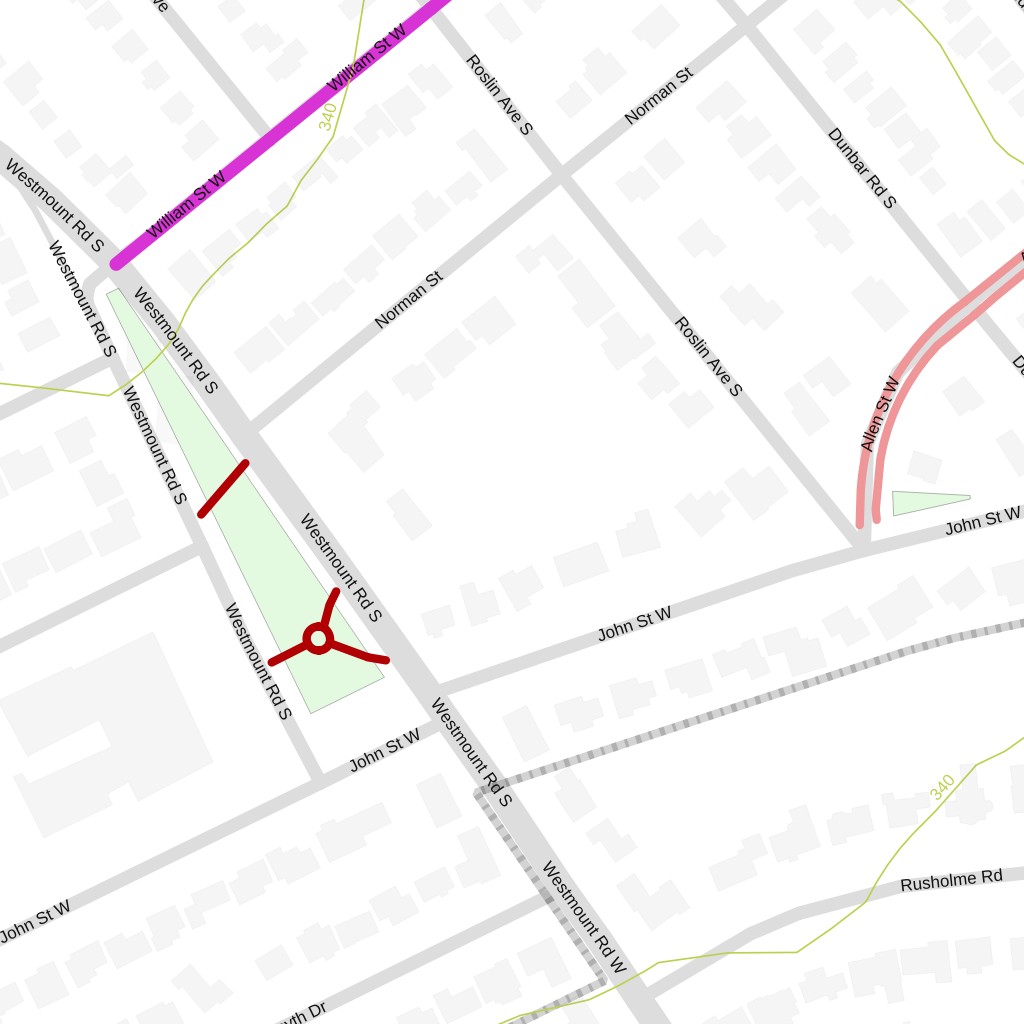 William St W
340
Roslin Ave S
Norman St
Dunbar Rd S
Westmount Rd S
William St W
Westmount Rd S
Westmount Rd S
Norman St
Roslin Ave S
Allen St W
Westmount Rd S
John St W
Westmount Rd S
Westmount Rd S
John St W
Westmount Rd S
John St W
340
Rusholme Rd
John St W
Westmount Rd W